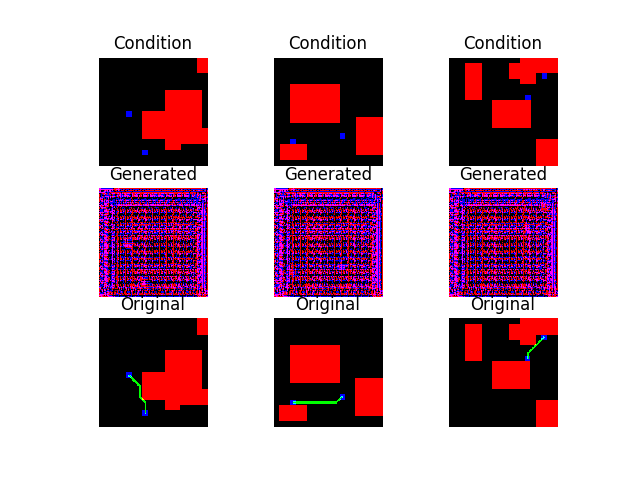 Condition Condition Condition
Generated Generated Generated
Original Original Original